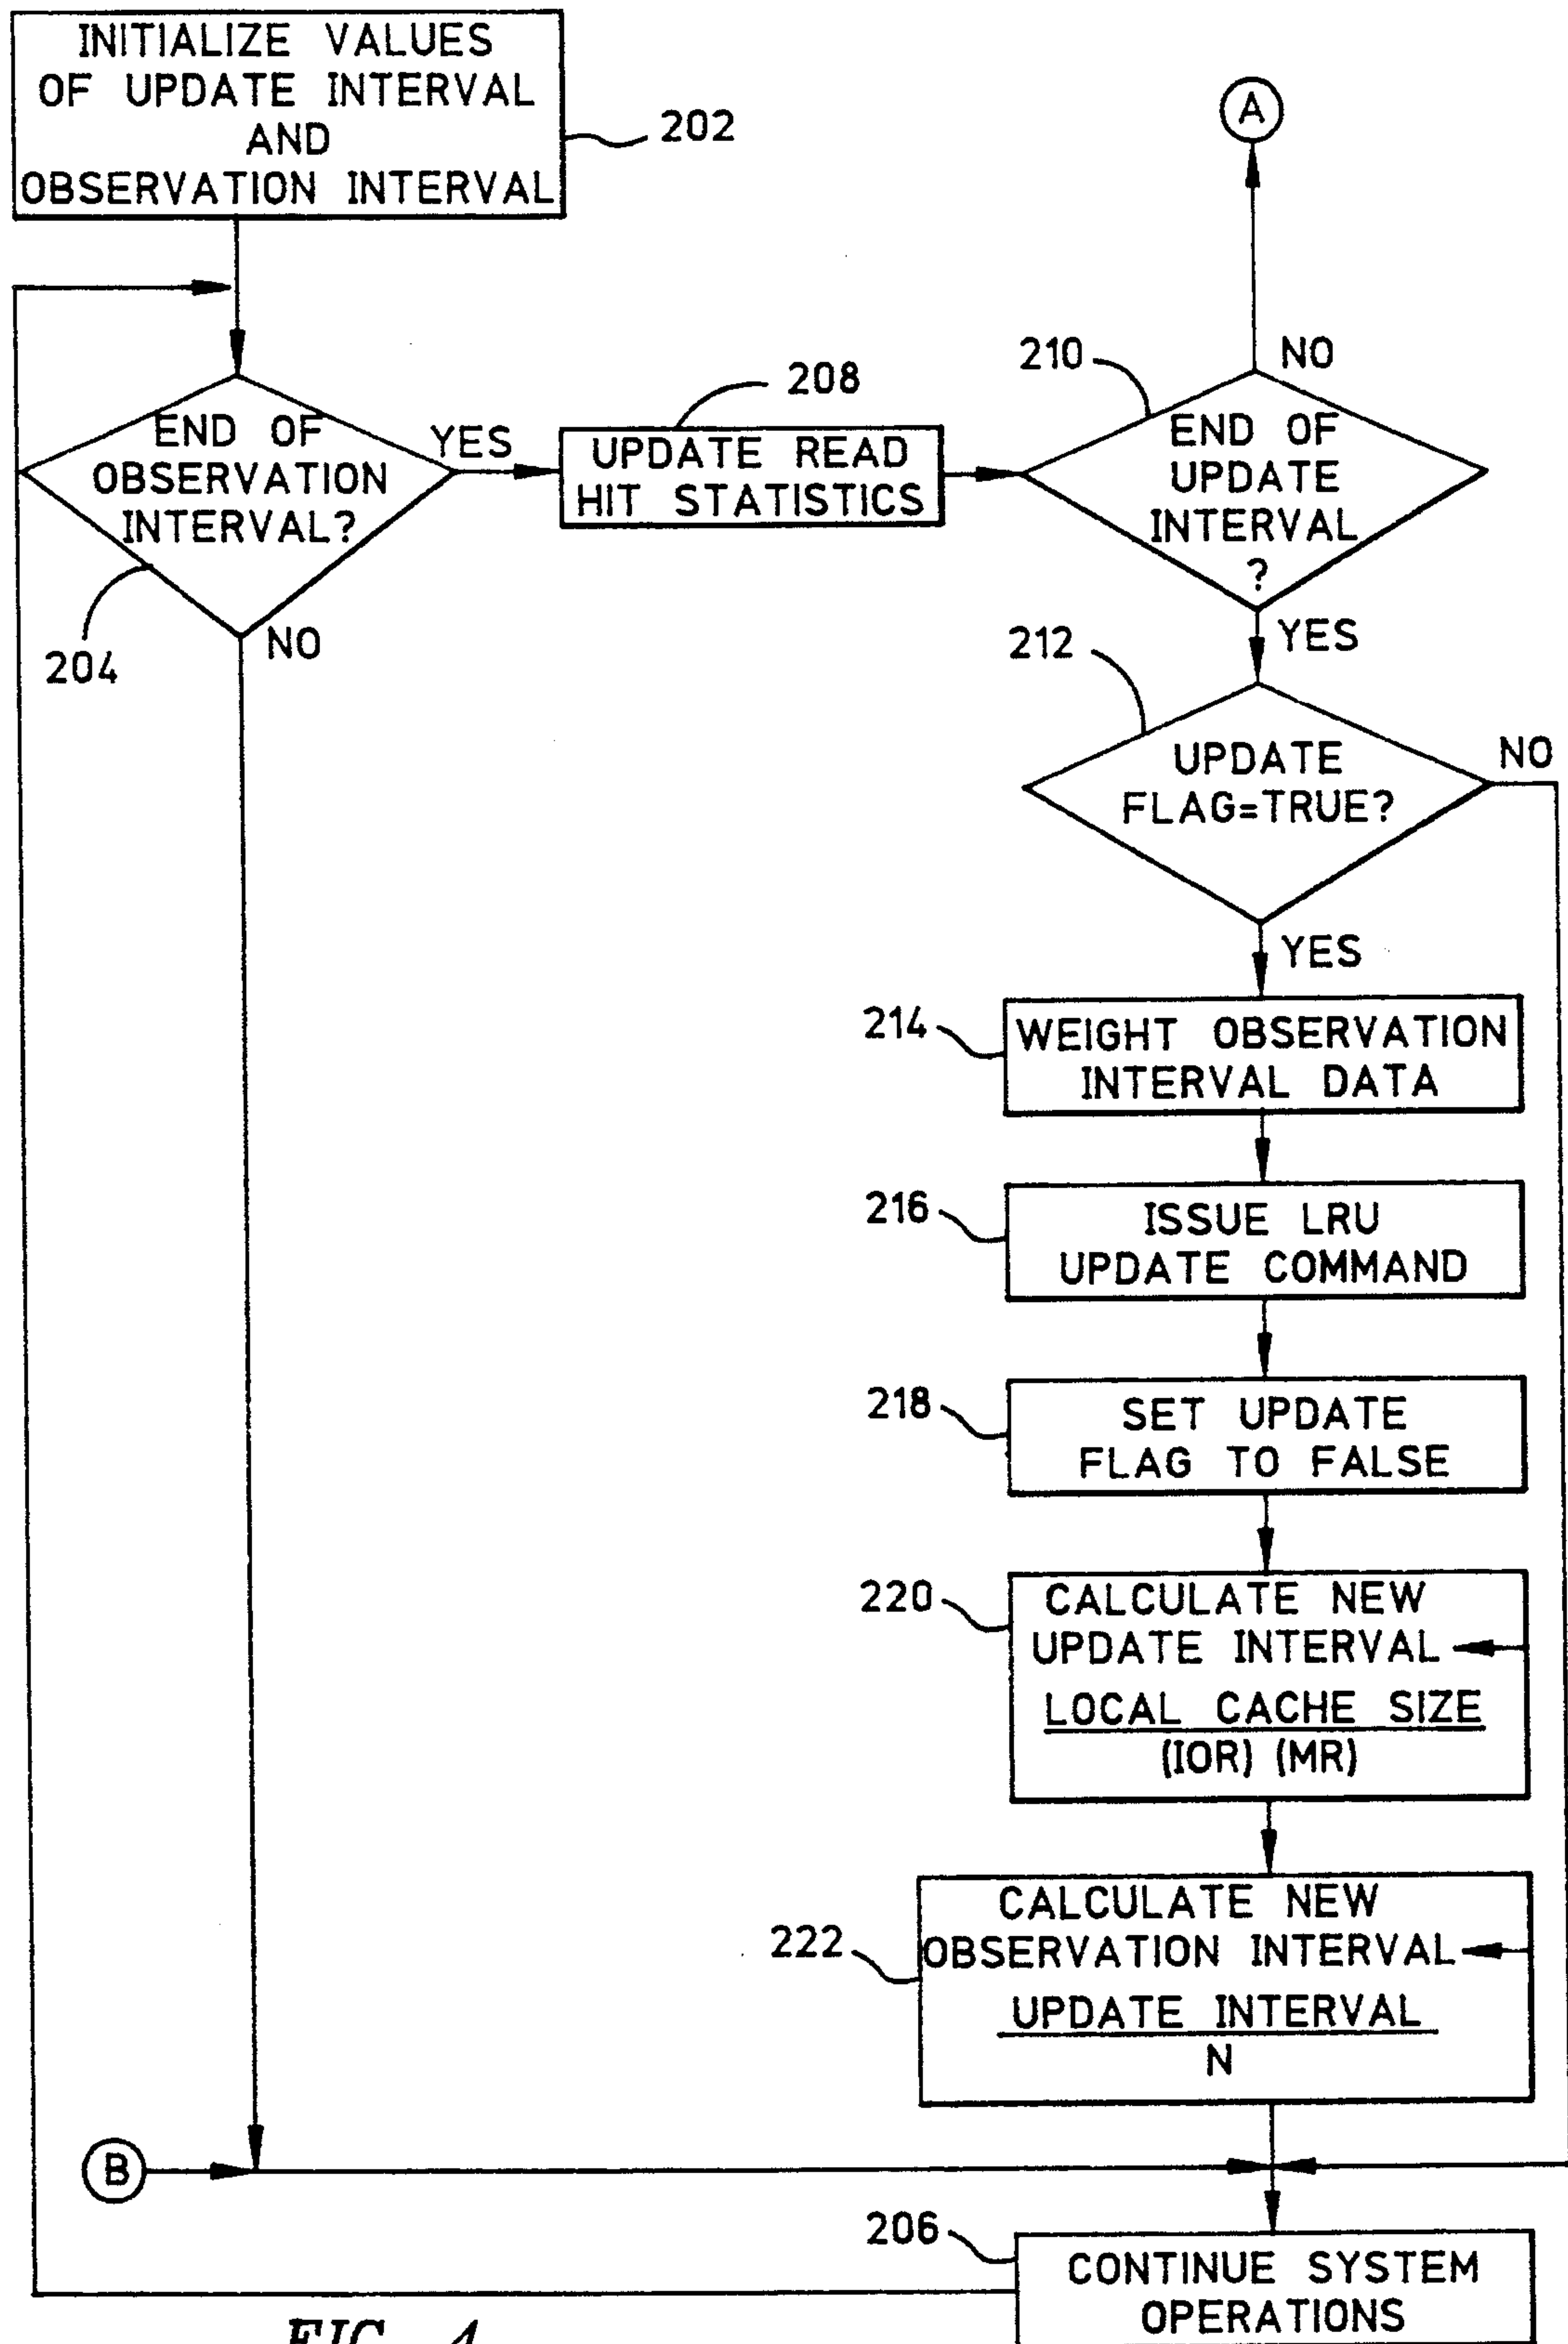 INITIALIZE VALUES
OF UPDATE INTERVAL
AND
OBSERVATION INTERVAL
202
A
NO
210
END OF
UPDATE
INTERVAL
?
208
UPDATE READ
HIT STATISTICS
YES
END OF
OBSERVATION
INTERVAL?
204
NO
YES
212
UPDATE
FLAG=TRUE?
NO
YES
214
WEIGHT OBSERVATION
INTERVAL DATA
216
ISSUE LRU
UPDATE COMMAND
218
SET UPDATE
FLAG TO FALSE
220
CALCULATE NEW
UPDATE INTERVAL
LOCAL CACHE SIZE
(IOR) (MR)
222
CALCULATE NEW
OBSERVATION INTERVAL
UPDATE INTERVAL
N
B
206
CONTINUE SYSTEM
OPERATIONS
FIG. 4